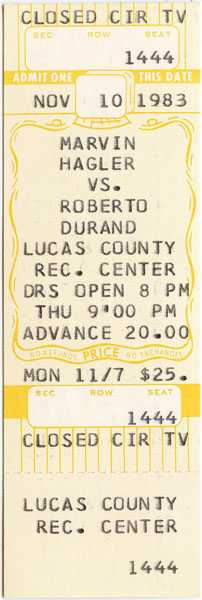 CLOSED CIR TV
SEC ROW SEAT
1444
ADMIT ONE THIS DATE
NOV 10 1983
MARVIN
HAGLER
VS.
ROBERTO
DURAND
LUCAS COUNTY
REC. CENTER
DRS OPEN 8 PM
THU 9'00 PM
ADVANCE 20.00
NO REFUNDS PRICE NO EXCHANGES
MON 11/7 $25.
SEC ROW SEAT
1444
CLOSED CIR TV
LUCAS COUNTY
REC. CENTER
1444